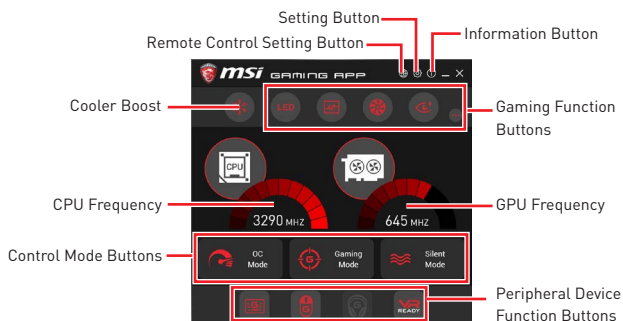 Setting Button
Information Button
Remote Control Setting Button
msi GAMING APP
Cooler Boost
LED
Gaming Function
Buttons
CPU
CPU Frequency
GPU Frequency
3290 MHZ
645 MHZ
Control Mode Buttons
OC
Mode
G
Gaming
Mode
Silent
Mode
G
VR
READY
Peripheral Device
Function Buttons